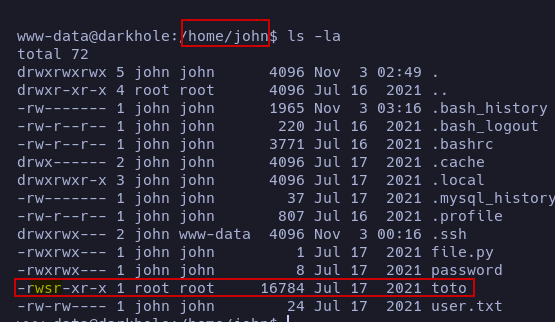 www-data@darkhole:/home/john$ ls -la
total 72
drwxrwxrwx 5 john john 4096 Nov 3 02:49 .
drwxr-xr-x 4 root root 4096 Jul 16 2021 ..
-rw------- 1 john john 1965 Nov 3 03:16 .bash_history
-rw-r--r-- 1 john john 220 Jul 16 2021 .bash_logout
-rw-r--r-- 1 john john 3771 Jul 16 2021 .bashrc
drwx------ 2 john john 4096 Jul 17 2021 .cache
drwxrwxr-x 3 john john 4096 Jul 17 2021 .local
-rw------- 1 john john 37 Jul 17 2021 .mysql_history
-rw-r--r-- 1 john john 807 Jul 16 2021 .profile
drwxrwx--- 2 john www-data 4096 Nov 3 00:16 .ssh
-rwxrwx--- 1 john john 1 Jul 17 2021 file.py
-rwxrwx--- 1 john john 8 Jul 17 2021 password
-rwsr-xr-x 1 root root 16784 Jul 17 2021 toto
-rw-rw---- 1 john john 24 Jul 17 2021 user.txt
www-data@darkhole:/home/john$